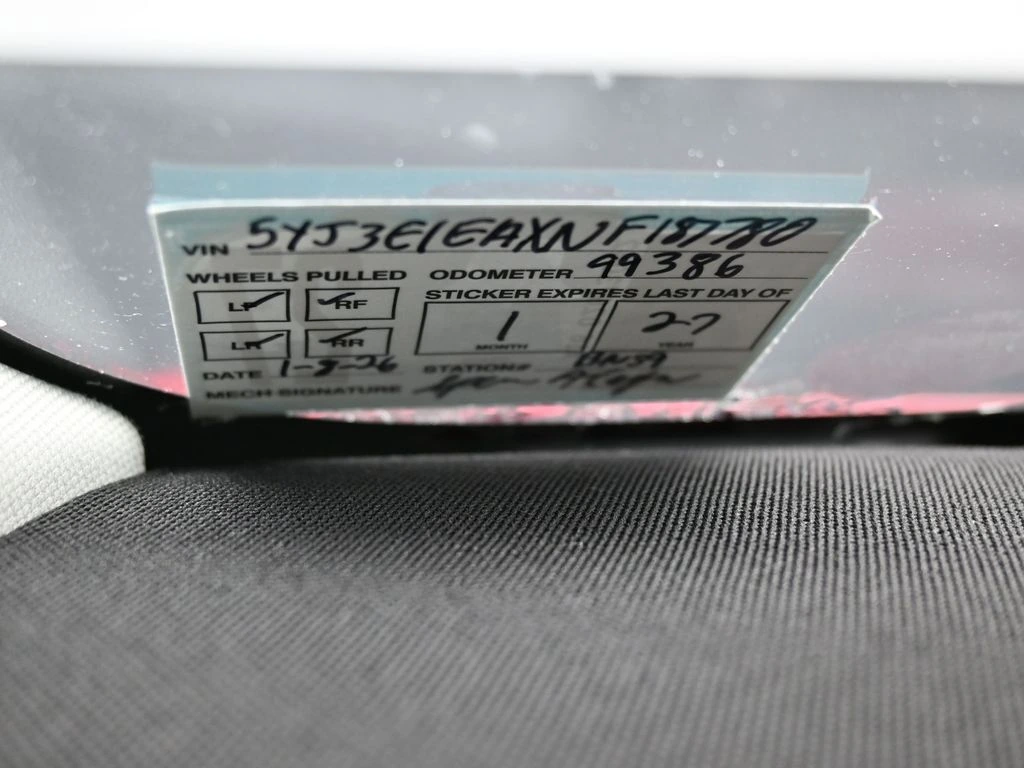 VIN 5YJ3E1EAXNF187780
WHEELS PULLED ODOMETER 99386
STICKER EXPIRES LAST DAY OF
LF RF
1 27
MONTH YEAR
LR RR
DATE 1-8-26 STATION#
MECH SIGNATURE